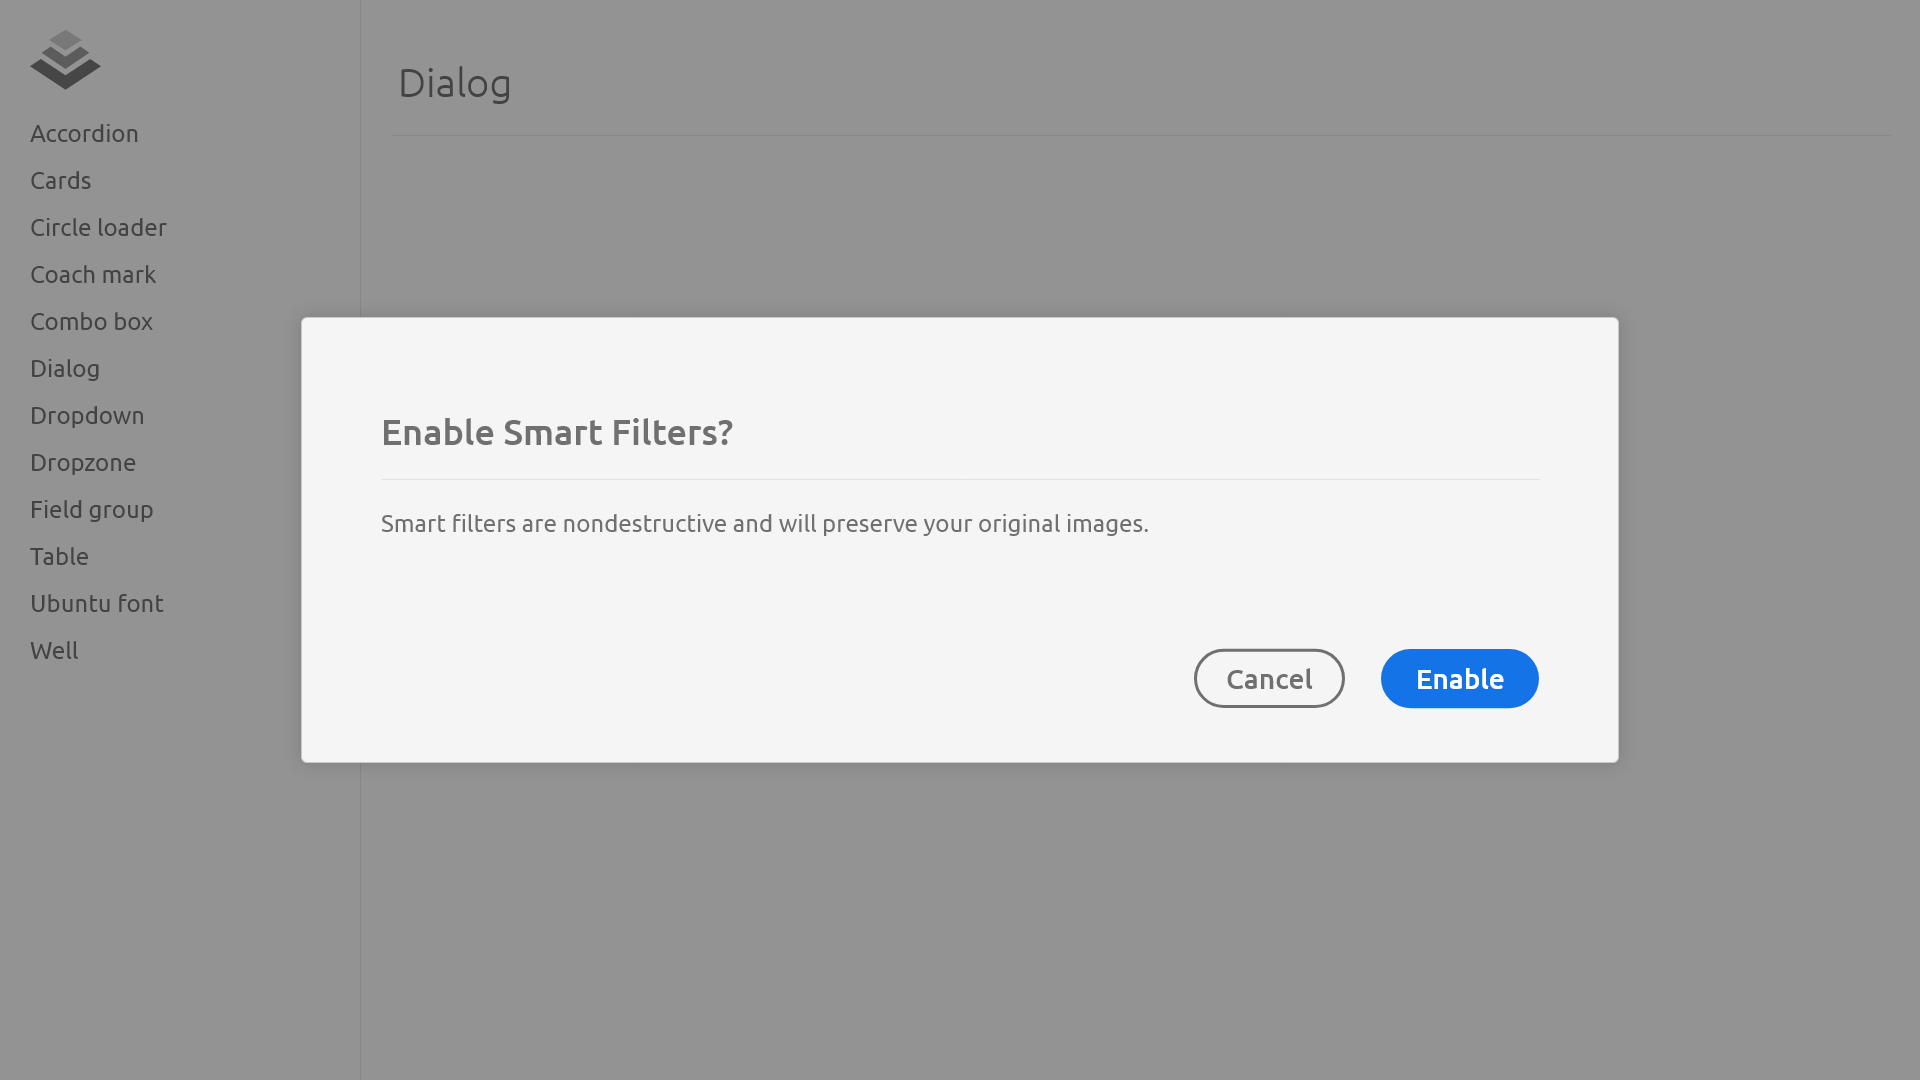 Accordion
Cards
Circle loader
Coach mark
Combo box
Dialog
Dropdown
Dropzone
Field group
Table
Ubuntu font
Well
Dialog
Enable Smart Filters?
Smart filters are nondestructive and will preserve your original images.
Cancel
Enable